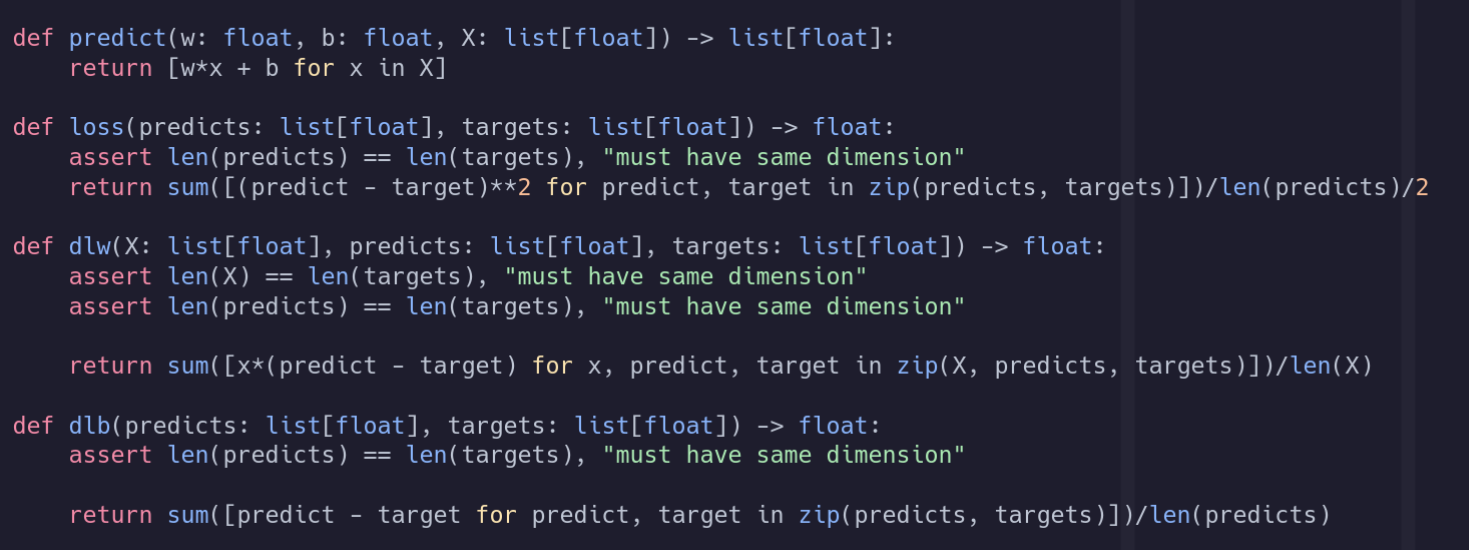 def predict(w: float, b: float, X: list[float]) -> list[float]:
    return [w*x + b for x in X]
def loss(predicts: list[float], targets: list[float]) -> float:
    assert len(predicts) == len(targets), "must have same dimension"
    return sum([(predict - target)**2 for predict, target in zip(predicts, targets)])/len(predicts)/2
def dlw(X: list[float], predicts: list[float], targets: list[float]) -> float:
    assert len(X) == len(targets), "must have same dimension"
    assert len(predicts) == len(targets), "must have same dimension"
    return sum([x*(predict - target) for x, predict, target in zip(X, predicts, targets)])/len(X)
def dlb(predicts: list[float], targets: list[float]) -> float:
    assert len(predicts) == len(targets), "must have same dimension"
    return sum([predict - target for predict, target in zip(predicts, targets)])/len(predicts)